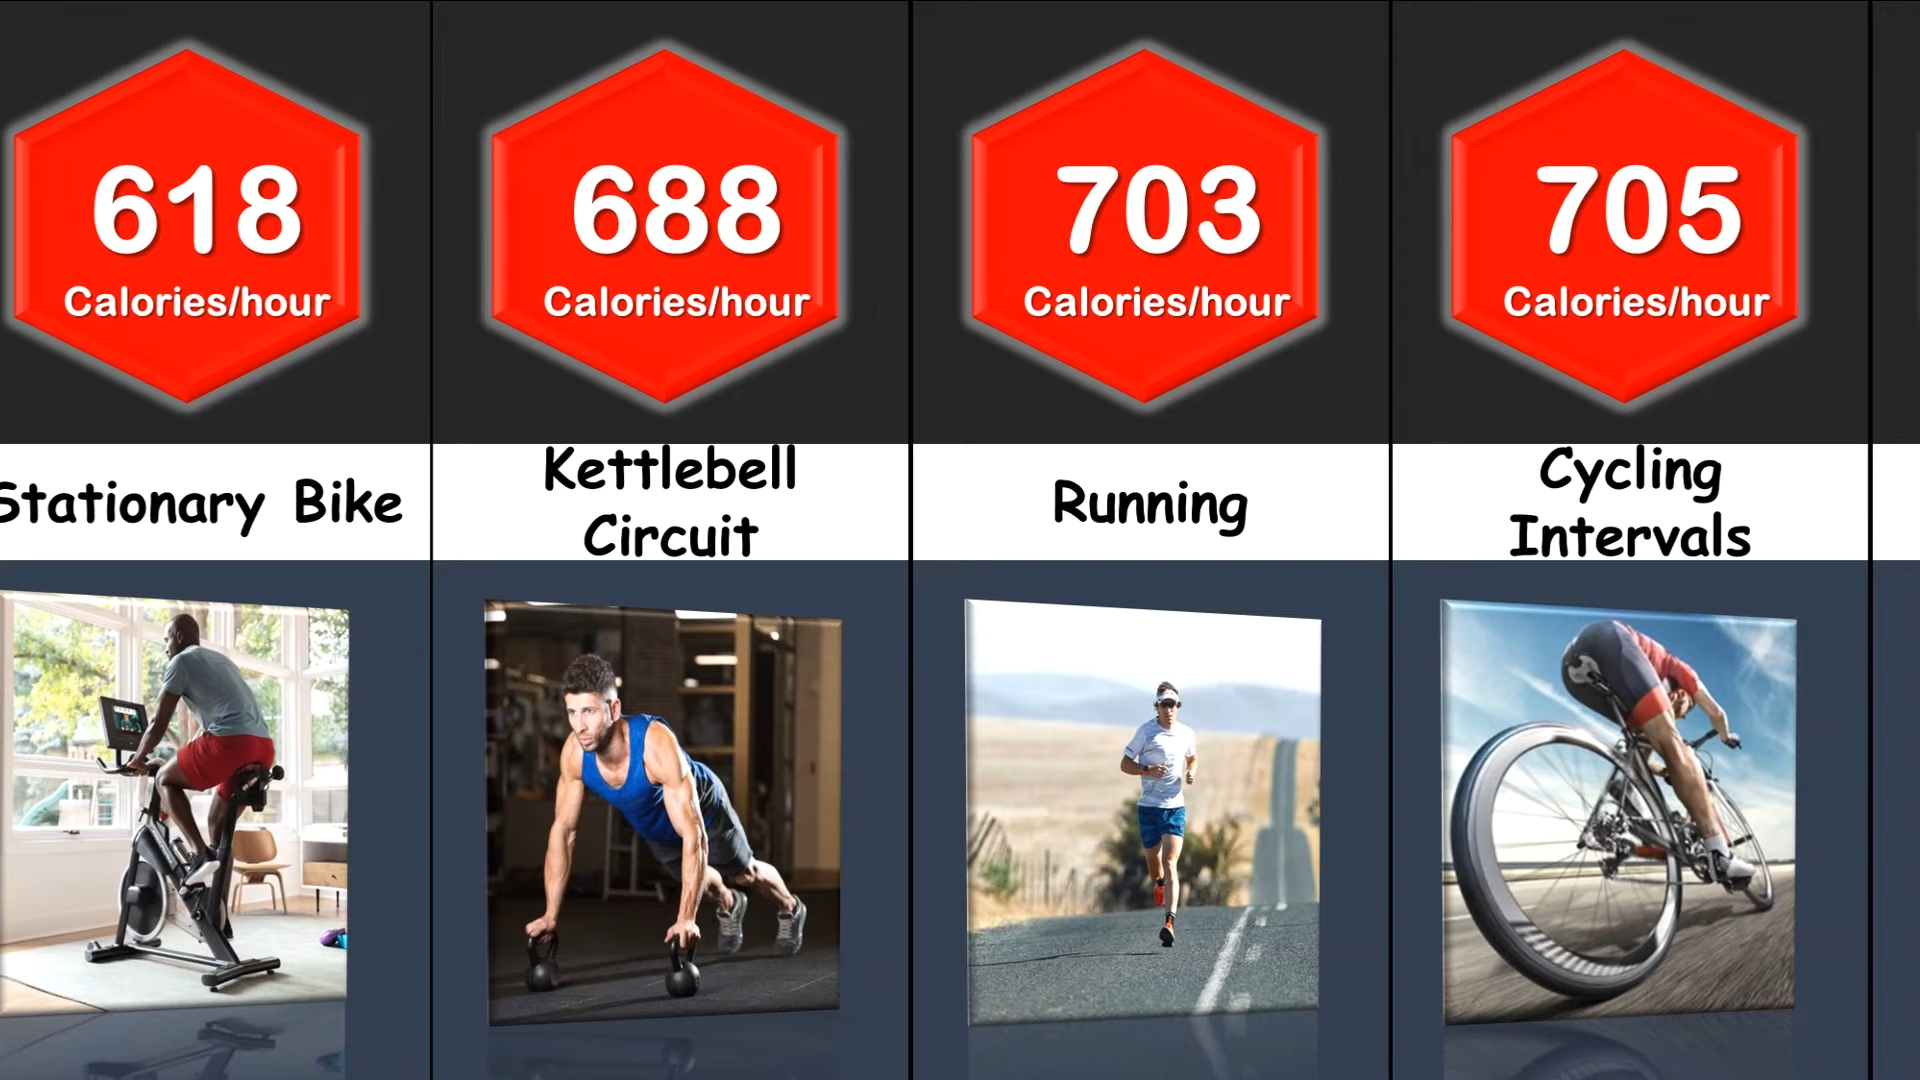 618
Calories/hour
688
Calories/hour
703
Calories/hour
705
Calories/hour
Stationary Bike
Kettlebell
Circuit
Running
Cycling
Intervals